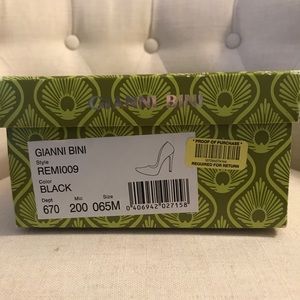 GIANNI BINI
GIANNI BINI
Style
REMI009
Color
BLACK
Dept Mic Size
670 200 065M
0 406942 027158
* PROOF OF PURCHASE *
REQUIRED FOR RETURN